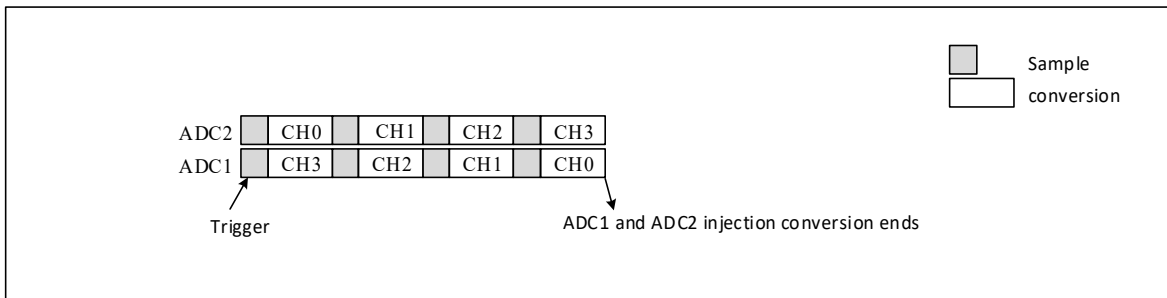 Sample
conversion
ADC2 CH0 CH1 CH2 CH3
ADC1 CH3 CH2 CH1 CH0
Trigger
ADC1 and ADC2 injection conversion ends